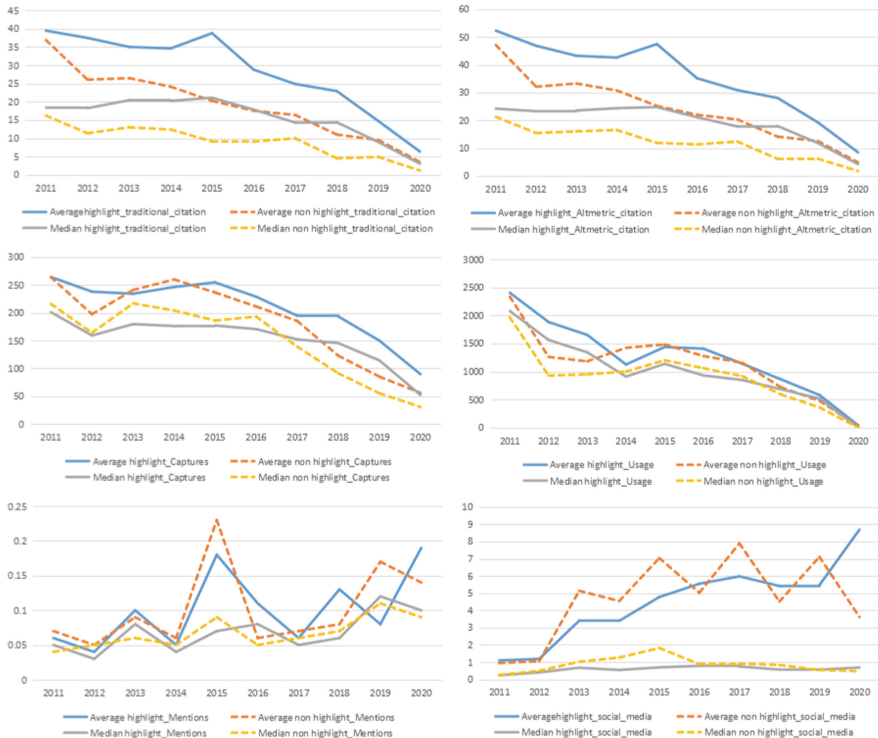 45
40
35
30
25
20
15
10
5
0
2011 2012 2013 2014 2015 2016 2017 2018 2019 2020
Averagehighlight_traditional_citation Average non highlight_traditional_citation
Median highlight_traditional_citation Median non highlight_traditional_citation
60
50
40
30
20
10
0
2011 2012 2013 2014 2015 2016 2017 2018 2019 2020
Average highlight_Altmetric_citation Average non highlight_Altmetric_citation
Median highlight_Altmetric_citation Median non highlight_Altmetric_citation
300
250
200
150
100
50
0
2011 2012 2013 2014 2015 2016 2017 2018 2019 2020
Average highlight_Captures Average non highlight_Captures
Median highlight_Captures Median non highlight_Captures
3000
2500
2000
1500
1000
500
0
2011 2012 2013 2014 2015 2016 2017 2018 2019 2020
Average highlight_Usage Average non highlight_Usage
Median highlight_Usage Median non highlight_Usage
0.25
0.2
0.15
0.1
0.05
0
2011 2012 2013 2014 2015 2016 2017 2018 2019 2020
Average highlight_Mentions Average non highlight_Mentions
Median highlight_Mentions Median non highlight_Mentions
10
9
8
7
6
5
4
3
2
1
0
2011 2012 2013 2014 2015 2016 2017 2018 2019 2020
Averagehighlight_social_media Average non highlight_social_media
Median highlight_social_media Median non highlight_social_media